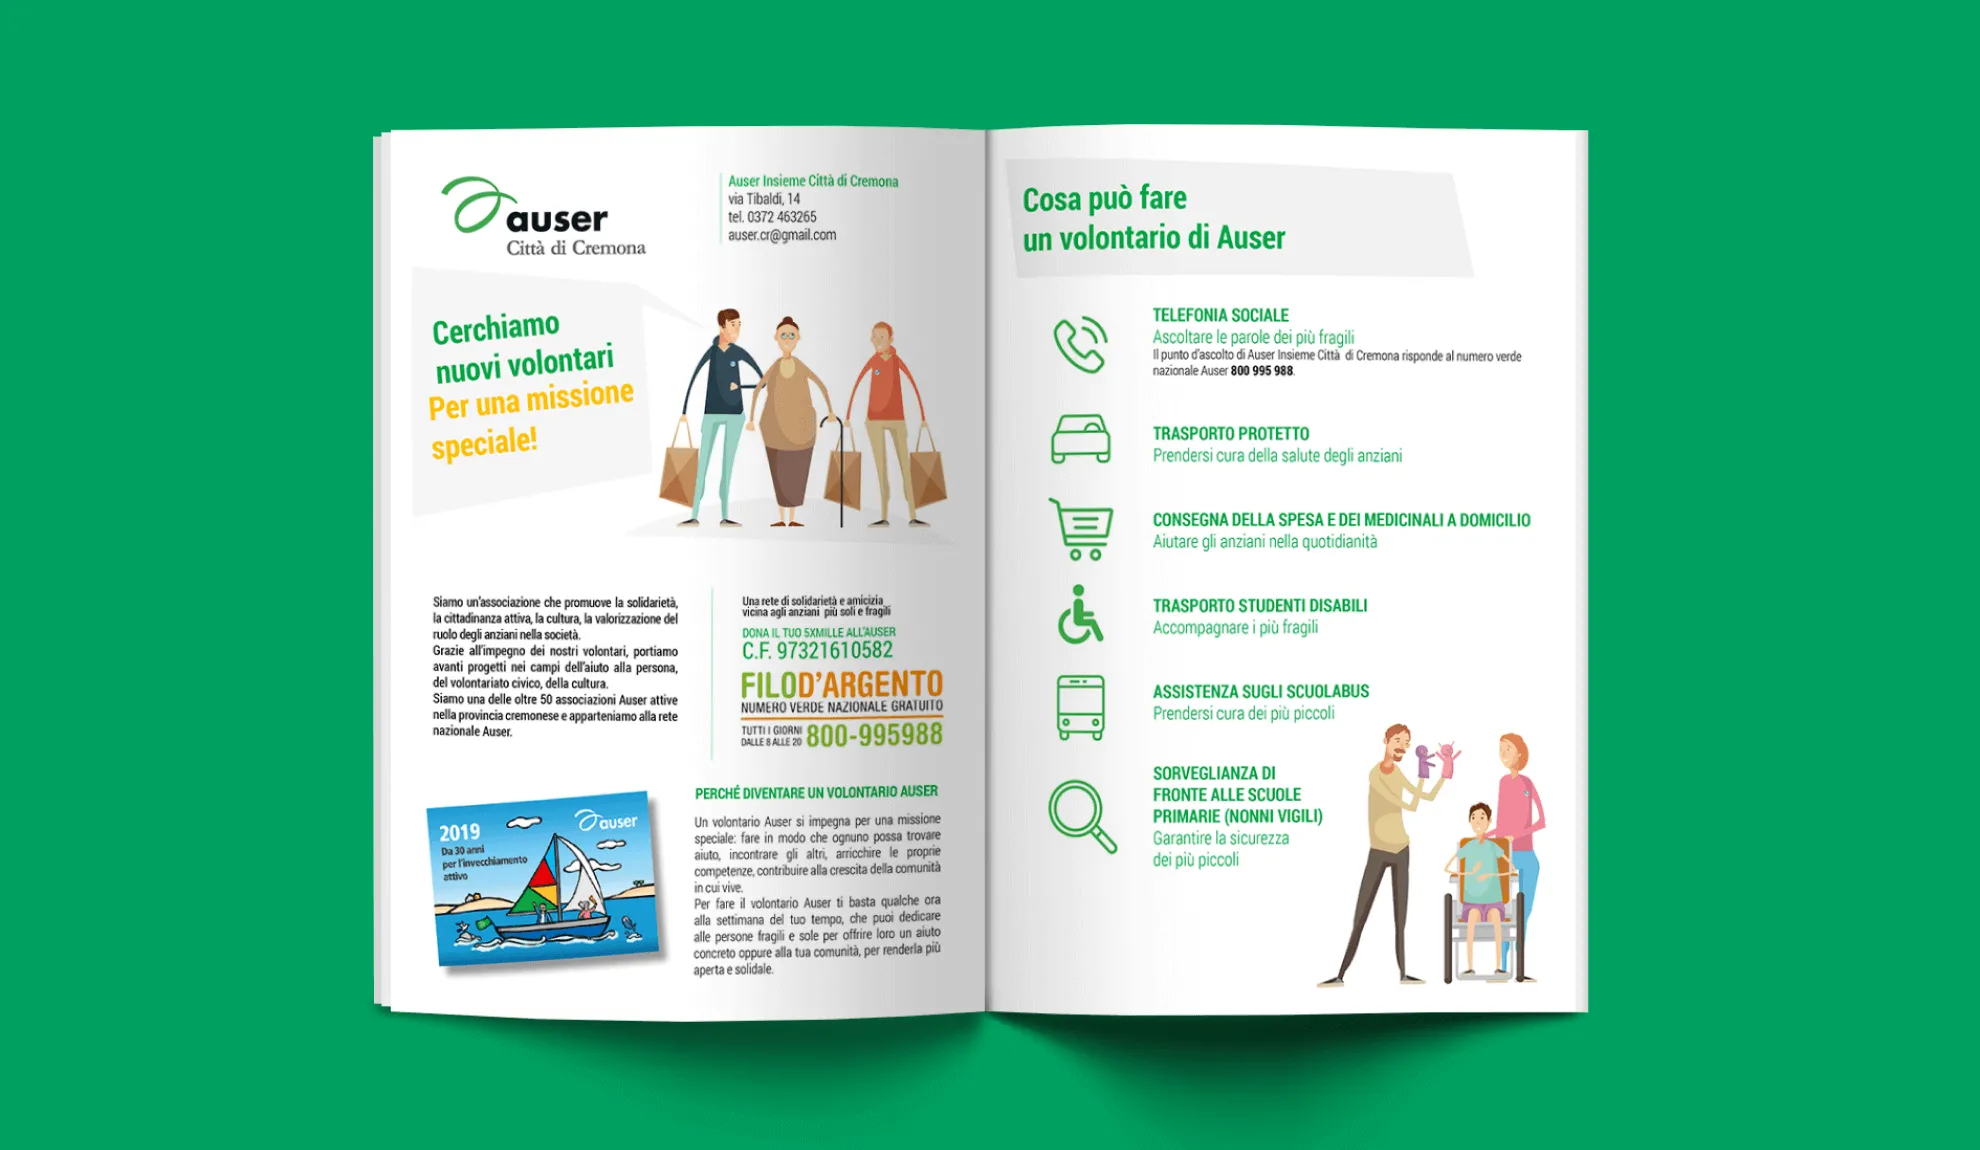 auser
Città di Cremona
Auser Insieme Città di Cremona
via Tibaldi, 14
tel. 0372 463265
auser.cr@gmail.com
Cerchiamo
nuovi volontari
Per una missione
speciale!
Siamo un'associazione che promuove la solidarietà,
la cittadinanza attiva, la cultura, la valorizzazione del
ruolo degli anziani nella società.
Grazie all'impegno dei nostri volontari, portiamo
avanti progetti nei campi dell'aiuto alla persona,
del volontariato civico, della cultura.
Siamo una delle oltre 50 associazioni Auser attive
nella provincia cremonese e apparteniamo alla rete
nazionale Auser.
Una rete di solidarietà e amicizia
vicina agli anziani più soli e fragili
DONA IL TUO 5XMILLE ALL'AUSER
C.F. 97321610582
FILO D'ARGENTO
NUMERO VERDE NAZIONALE GRATUITO
TUTTI I GIORNI
DALLE 8 ALLE 20
800-995988
2019
Da 30 anni
per l'invecchiamento
attivo
auser
PERCHÉ DIVENTARE UN VOLONTARIO AUSER
Un volontario Auser si impegna per una missione
speciale: fare in modo che ognuno possa trovare
aiuto, incontrare gli altri, arricchire le proprie
competenze, contribuire alla crescita della comunità
in cui vive.
Per fare il volontario Auser ti basta qualche ora
alla settimana del tuo tempo, che puoi dedicare
alle persone fragili e sole per offrire loro un aiuto
concreto oppure alla tua comunità, per renderla più
aperta e solidale.
Cosa può fare
un volontario di Auser
TELEFONIA SOCIALE
Ascoltare le parole dei più fragili
Il punto d'ascolto di Auser Insieme Città di Cremona risponde al numero verde
nazionale Auser 800 995 988.
TRASPORTO PROTETTO
Prendersi cura della salute degli anziani
CONSEGNA DELLA SPESA E DEI MEDICINALI A DOMICILIO
Aiutare gli anziani nella quotidianità
TRASPORTO STUDENTI DISABILI
Accompagnare i più fragili
ASSISTENZA SUGLI SCUOLABUS
Prendersi cura dei più piccoli
SORVEGLIANZA DI
FRONTE ALLE SCUOLE
PRIMARIE (NONNI VIGILI)
Garantire la sicurezza
dei più piccoli